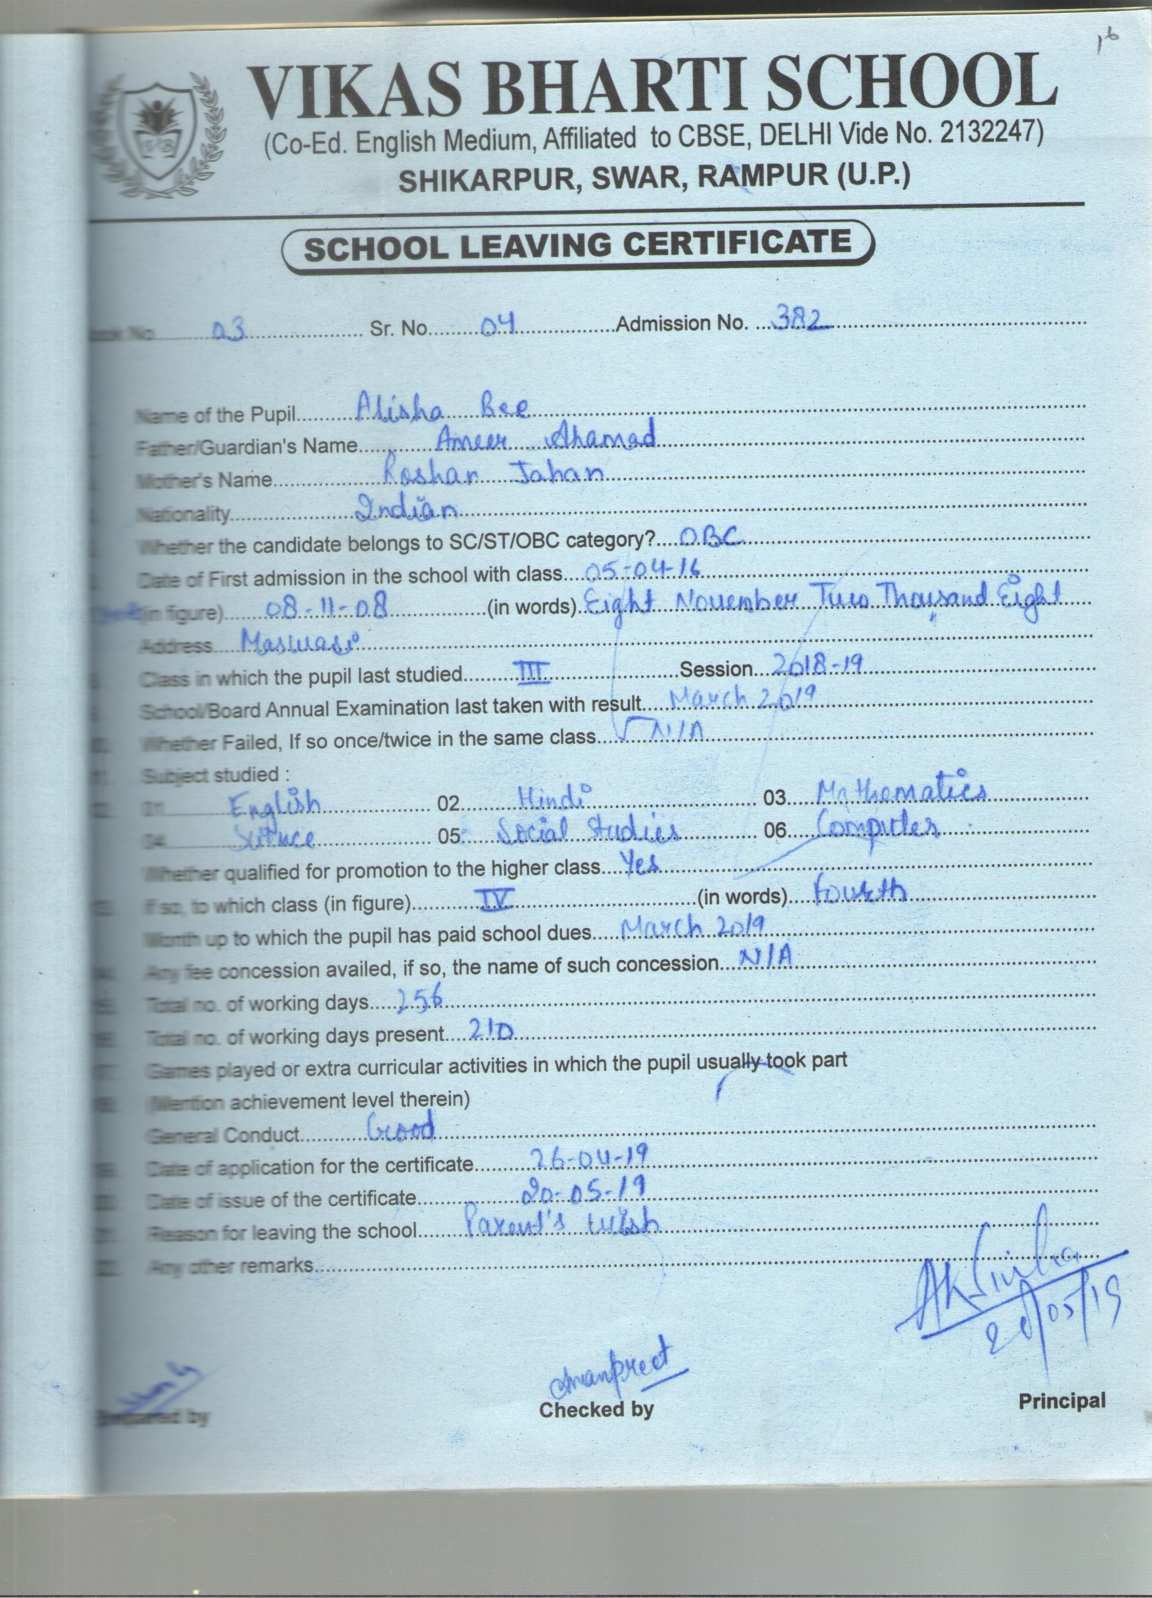 16
VIKAS BHARTI SCHOOL
(Co-Ed. English Medium, Affiliated to CBSE, DELHI Vide No. 2132247)
SHIKARPUR, SWAR, RAMPUR (U.P.)
SCHOOL LEAVING CERTIFICATE
No. 03 Sr. No. 04 Admission No. 382
Name of the Pupil Alisha Bee
Father/Guardian's Name Ameer Ahamad
Mother's Name Roshan Jahan
Nationality Indian
Whether the candidate belongs to SC/ST/OBC category? OBC
Date of First admission in the school with class 05-04-16
(in figure) 08-11-08 (in words) Eight November Two Thousand Eight
Address Maswasi
Class in which the pupil last studied III Session 2018-19
School/Board Annual Examination last taken with result March 2019
Whether Failed, If so once/twice in the same class N/A
Subject studied :
01 English 02 Hindi 03 Mathematics
04 Science 05 Social Studies 06 Computer
Whether qualified for promotion to the higher class Yes
If so, to which class (in figure) IV (in words) Fourth
Month up to which the pupil has paid school dues March 2019
Any fee concession availed, if so, the name of such concession N/A
Total no. of working days 256
Total no. of working days present 210
Games played or extra curricular activities in which the pupil usually took part
(Mention achievement level therein)
General Conduct Good
Date of application for the certificate 26-04-19
Date of issue of the certificate 20-05-19
Reason for leaving the school Parent's Wish
Any other remarks
20/05/19
Amanpreet
Prepared by Checked by Principal